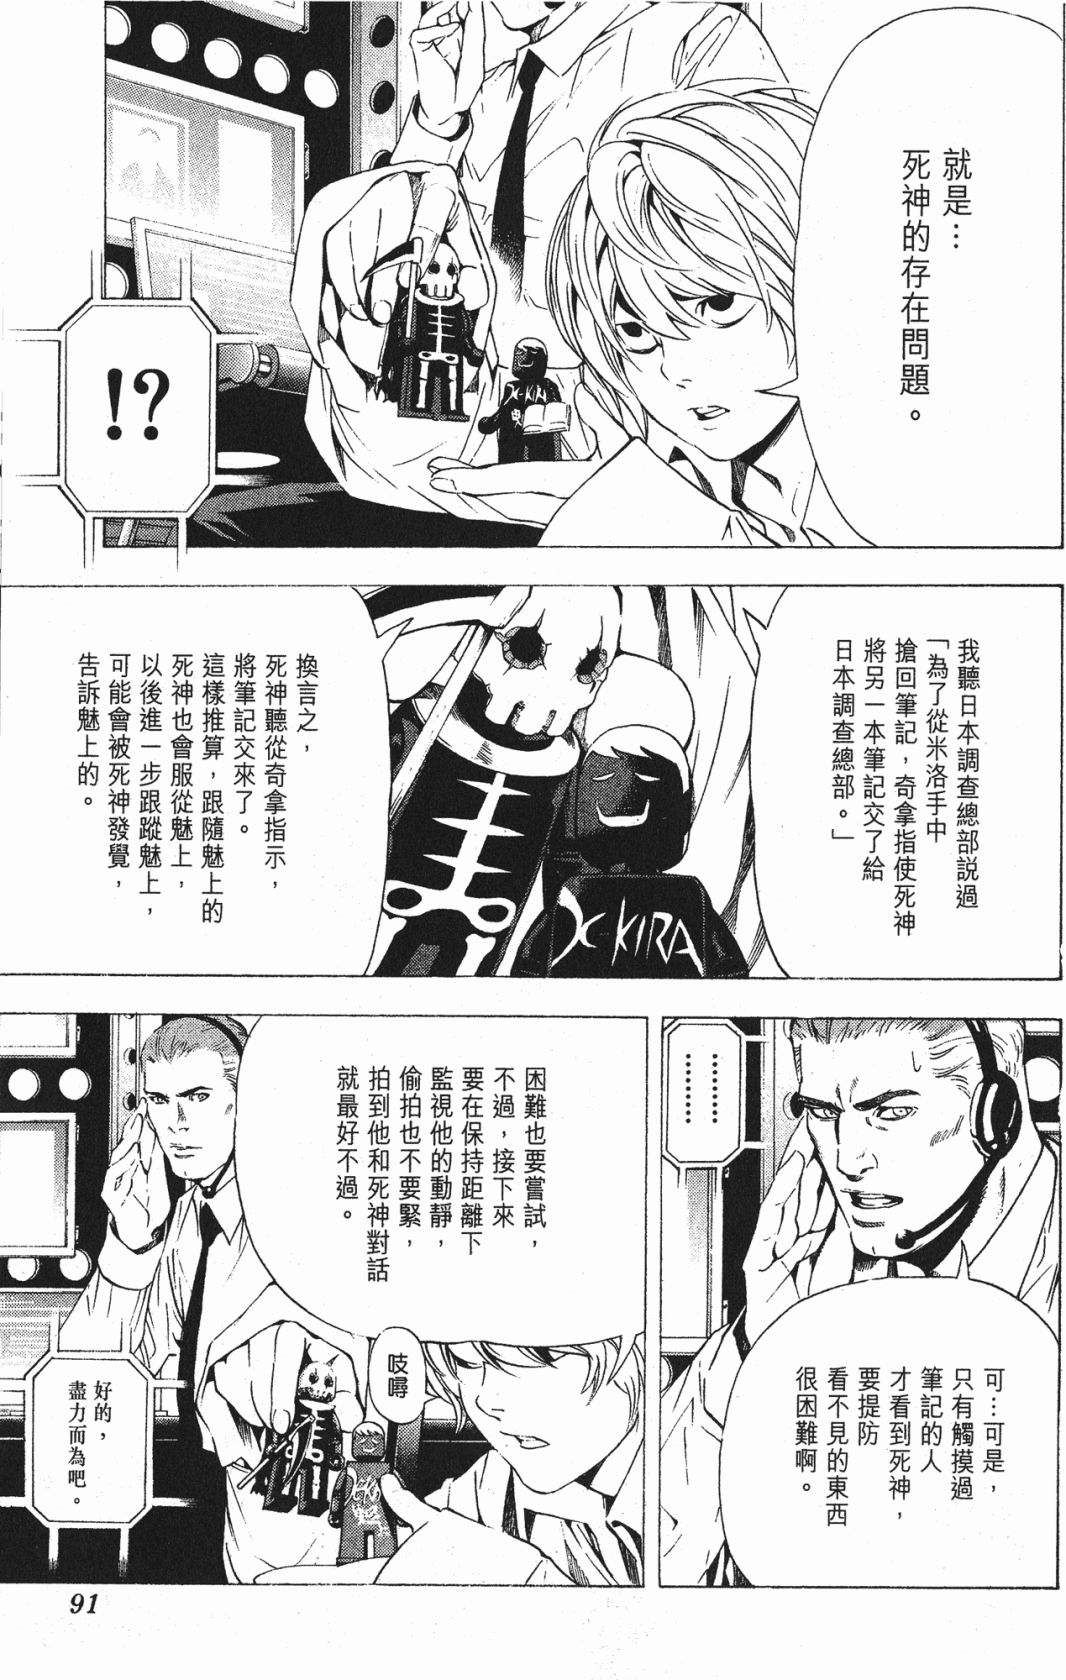 就是…
死神的存在問題。
X-KIRA
!?
我聽日本調查總部説過
「為了從米洛手中
搶回筆記，奇拿指使死神
將另一本筆記交了給
日本調查總部。」
X-KIRA
換言之，
死神聽從奇拿指示，
將筆記交來了。
這樣推算，跟隨魅上的
死神也會服從魅上，
以後進一步跟蹤魅上，
可能會被死神發覺，
告訴魅上的。
………
………
可…可是，
只有觸摸過
筆記的人
才看到死神，
要提防
看不見的東西
很困難啊。
困難也要嘗試，
不過，接下來
要在保持距離下
監視他的動靜，
偷拍也不要緊，
拍到他和死神對話
就最好不過。
吱噚
好的，
盡力而為吧。
91